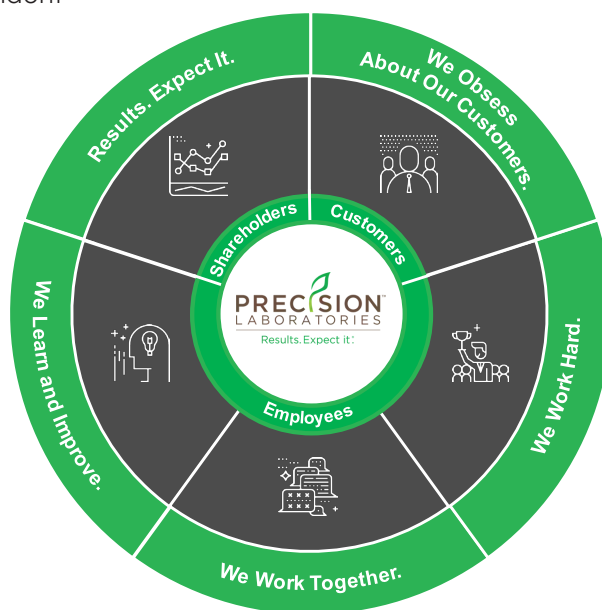 Results. Expect It.
We Obsess
About Our Customers.
Shareholders
Customers
PRECISION™
LABORATORIES
Results. Expect it.
We Learn and Improve.
We Work Hard.
Employees
We Work Together.